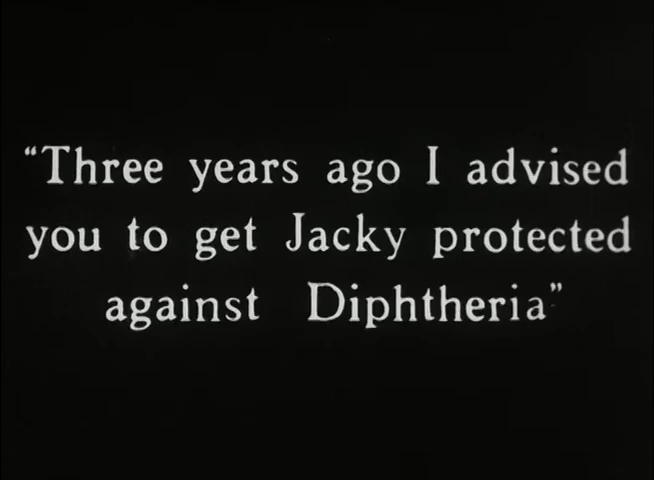 “Three years ago I advised
you to get Jacky protected
against Diphtheria”